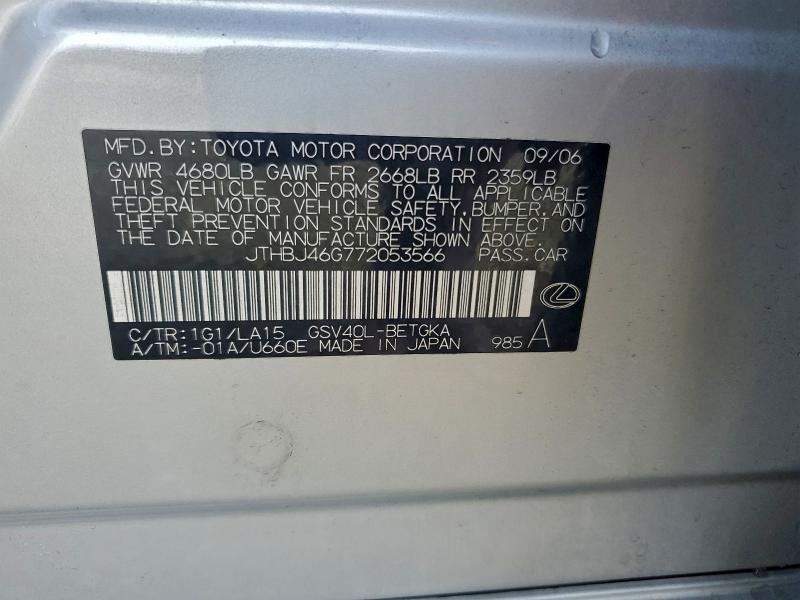 MFD. BY: TOYOTA MOTOR CORPORATION 09/06
GVWR 4680LB GAWR FR 2668LB RR 2359LB
THIS VEHICLE CONFORMS TO ALL APPLICABLE
FEDERAL MOTOR VEHICLE SAFETY, BUMPER, AND
THEFT PREVENTION STANDARDS IN EFFECT ON
THE DATE OF MANUFACTURE SHOWN ABOVE.
JTHBJ46G772053566 PASS. CAR
C/TR: 1G1/LA15 GSV40L-BETGKA
A/TM: -01A/U660E MADE IN JAPAN 985 A